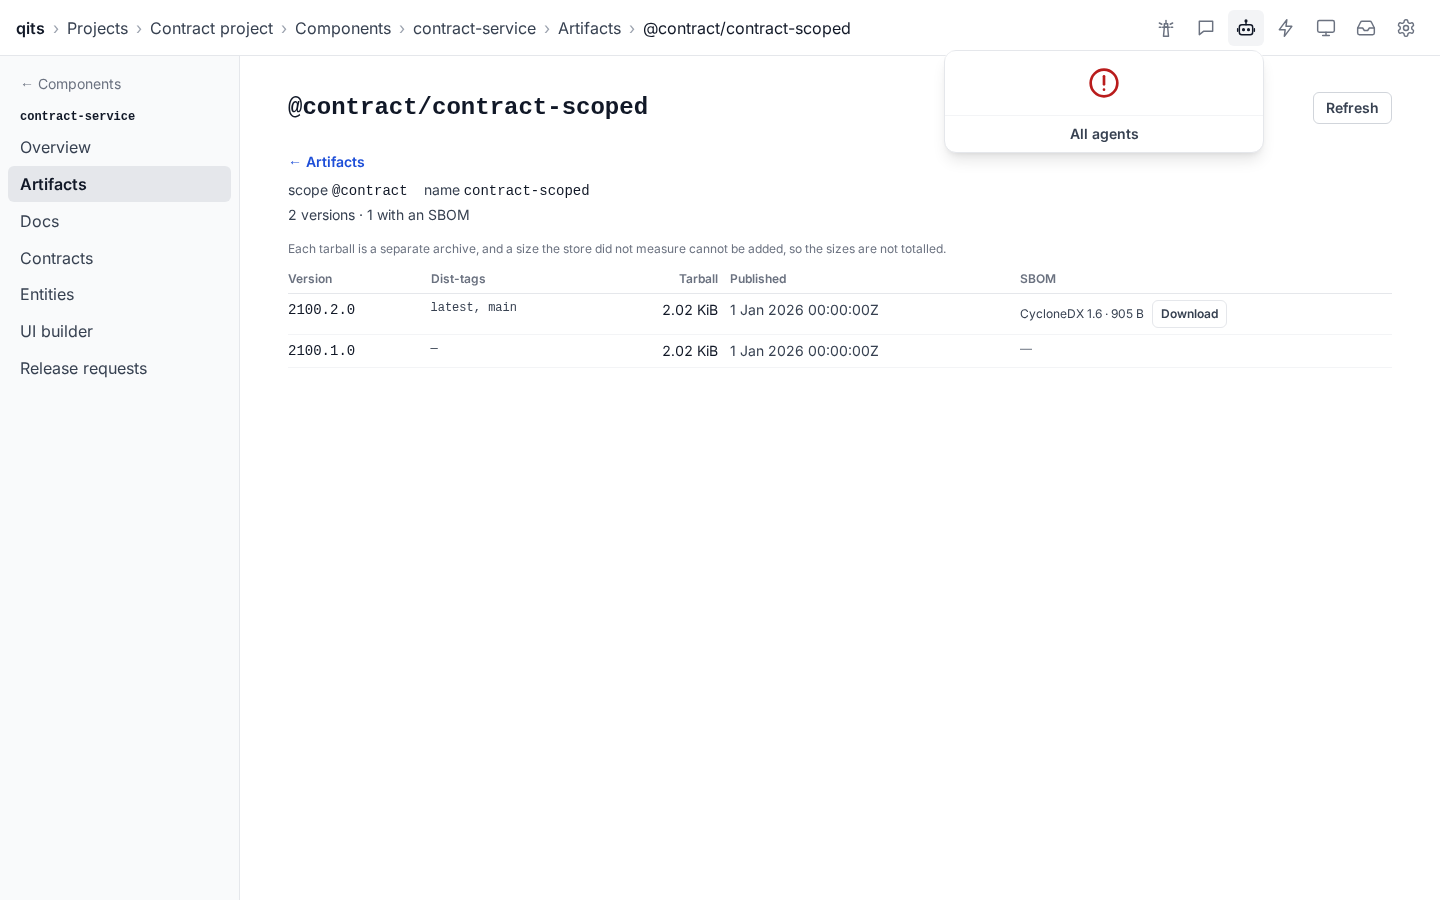 qits › Projects › Contract project › Components › contract-service › Artifacts › @contract/contract-scoped
← Components
contract-service
Overview
Artifacts
Docs
Contracts
Entities
UI builder
Release requests
All agents
@contract/contract-scoped
Refresh
← Artifacts
scope @contract name contract-scoped
2 versions · 1 with an SBOM
Each tarball is a separate archive, and a size the store did not measure cannot be added, so the sizes are not totalled.
Version Dist-tags Tarball Published SBOM
2100.2.0 latest, main 2.02 KiB 1 Jan 2026 00:00:00Z CycloneDX 1.6 · 905 B Download
2100.1.0 — 2.02 KiB 1 Jan 2026 00:00:00Z —